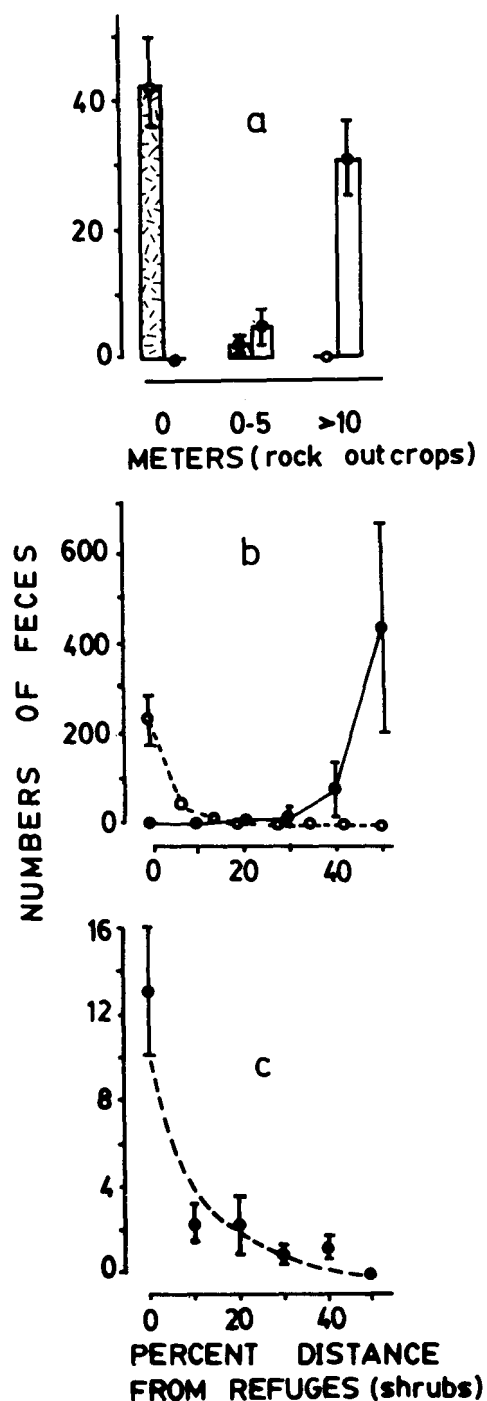 40
a
20
0
0 0-5 >10
METERS (rock outcrops)
NUMBERS OF FECES
600
b
400
200
0
0 20 40
16
12
c
8
4
0
0 20 40
PERCENT DISTANCE
FROM REFUGES (shrubs)